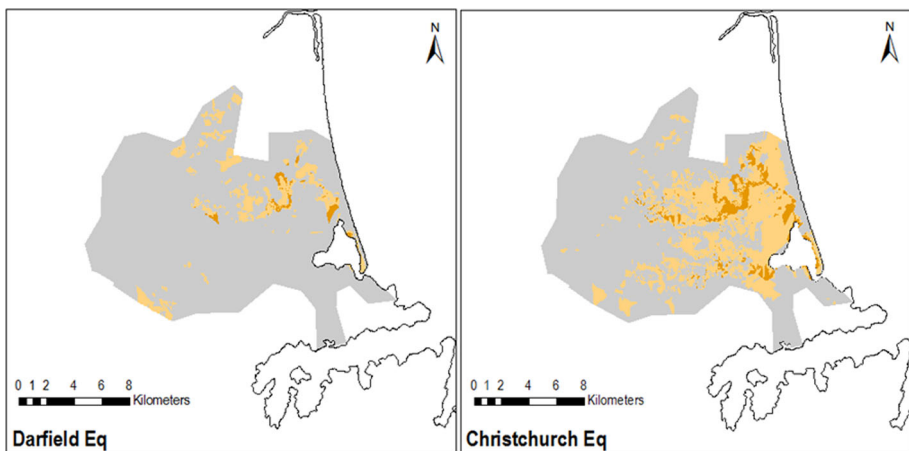 N
0 1 2 4 6 8
Kilometers
Darfield Eq
N
0 1 2 4 6 8
Kilometers
Christchurch Eq